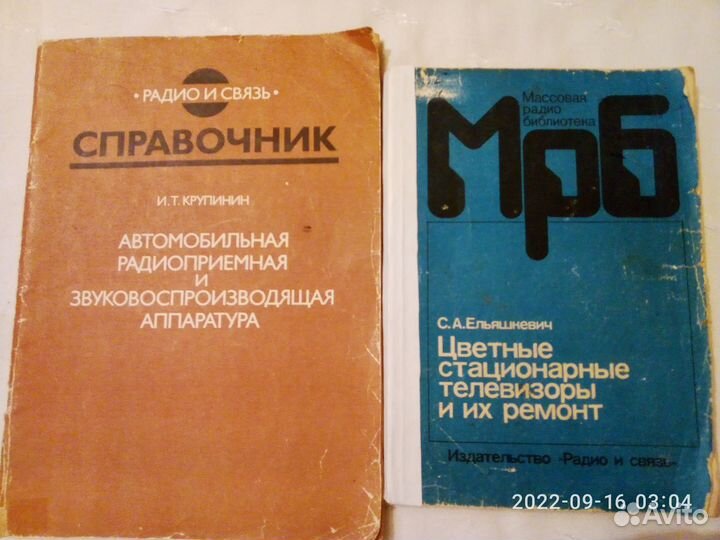 • РАДИО И СВЯЗЬ •
СПРАВОЧНИК
И.Т. КРУПИНИН
АВТОМОБИЛЬНАЯ
РАДИОПРИЕМНАЯ
И
ЗВУКОВОСПРОИЗВОДЯЩАЯ
АППАРАТУРА
Массовая
радио
библиотека
Мрб
С.А.Ельяшкевич
Цветные
стационарные
телевизоры
и их ремонт
Издательство «Радио и связь»
2022-09-16 03:04
Avito